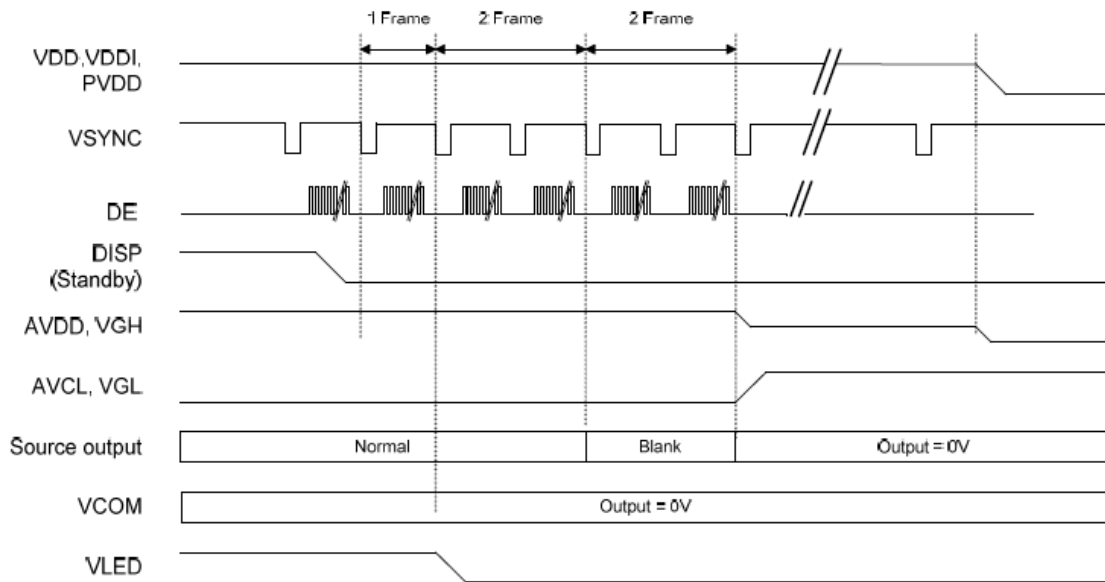 1 Frame
2 Frame
2 Frame
VDD,VDDI,
PVDD
VSYNC
DE
DISP
(Standby)
AVDD, VGH
AVCL, VGL
Source output
Normal
Blank
Output = 0V
VCOM
Output = 0V
VLED